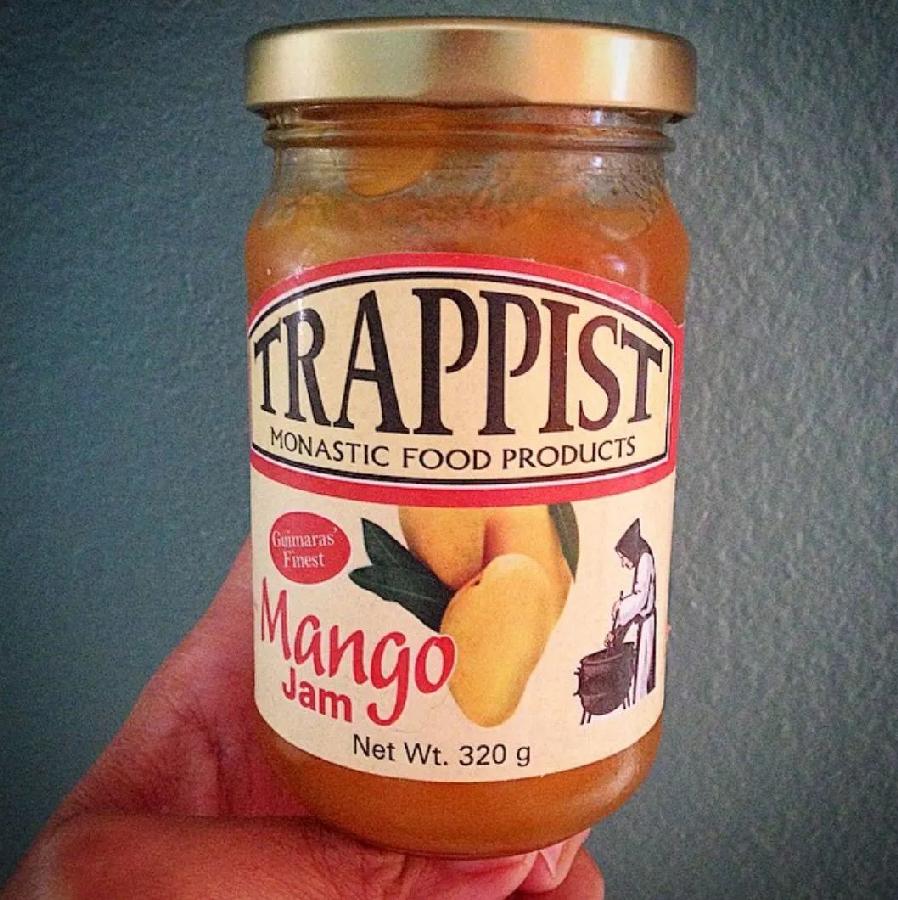 TRAPPIST
MONASTIC FOOD PRODUCTS
Guimaras'
Finest
Mango
Jam
Net Wt. 320 g